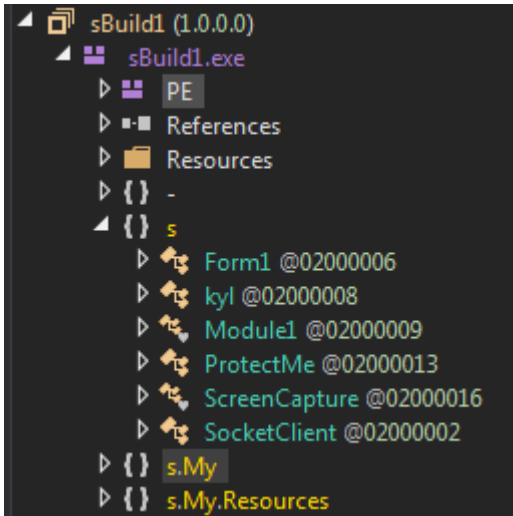 sBuild1 (1.0.0.0)
sBuild1.exe
PE
References
Resources
{ } -
{ } s
Form1 @02000006
kyl @02000008
Module1 @02000009
ProtectMe @02000013
ScreenCapture @02000016
SocketClient @02000002
{ } s.My
{ } s.My.Resources